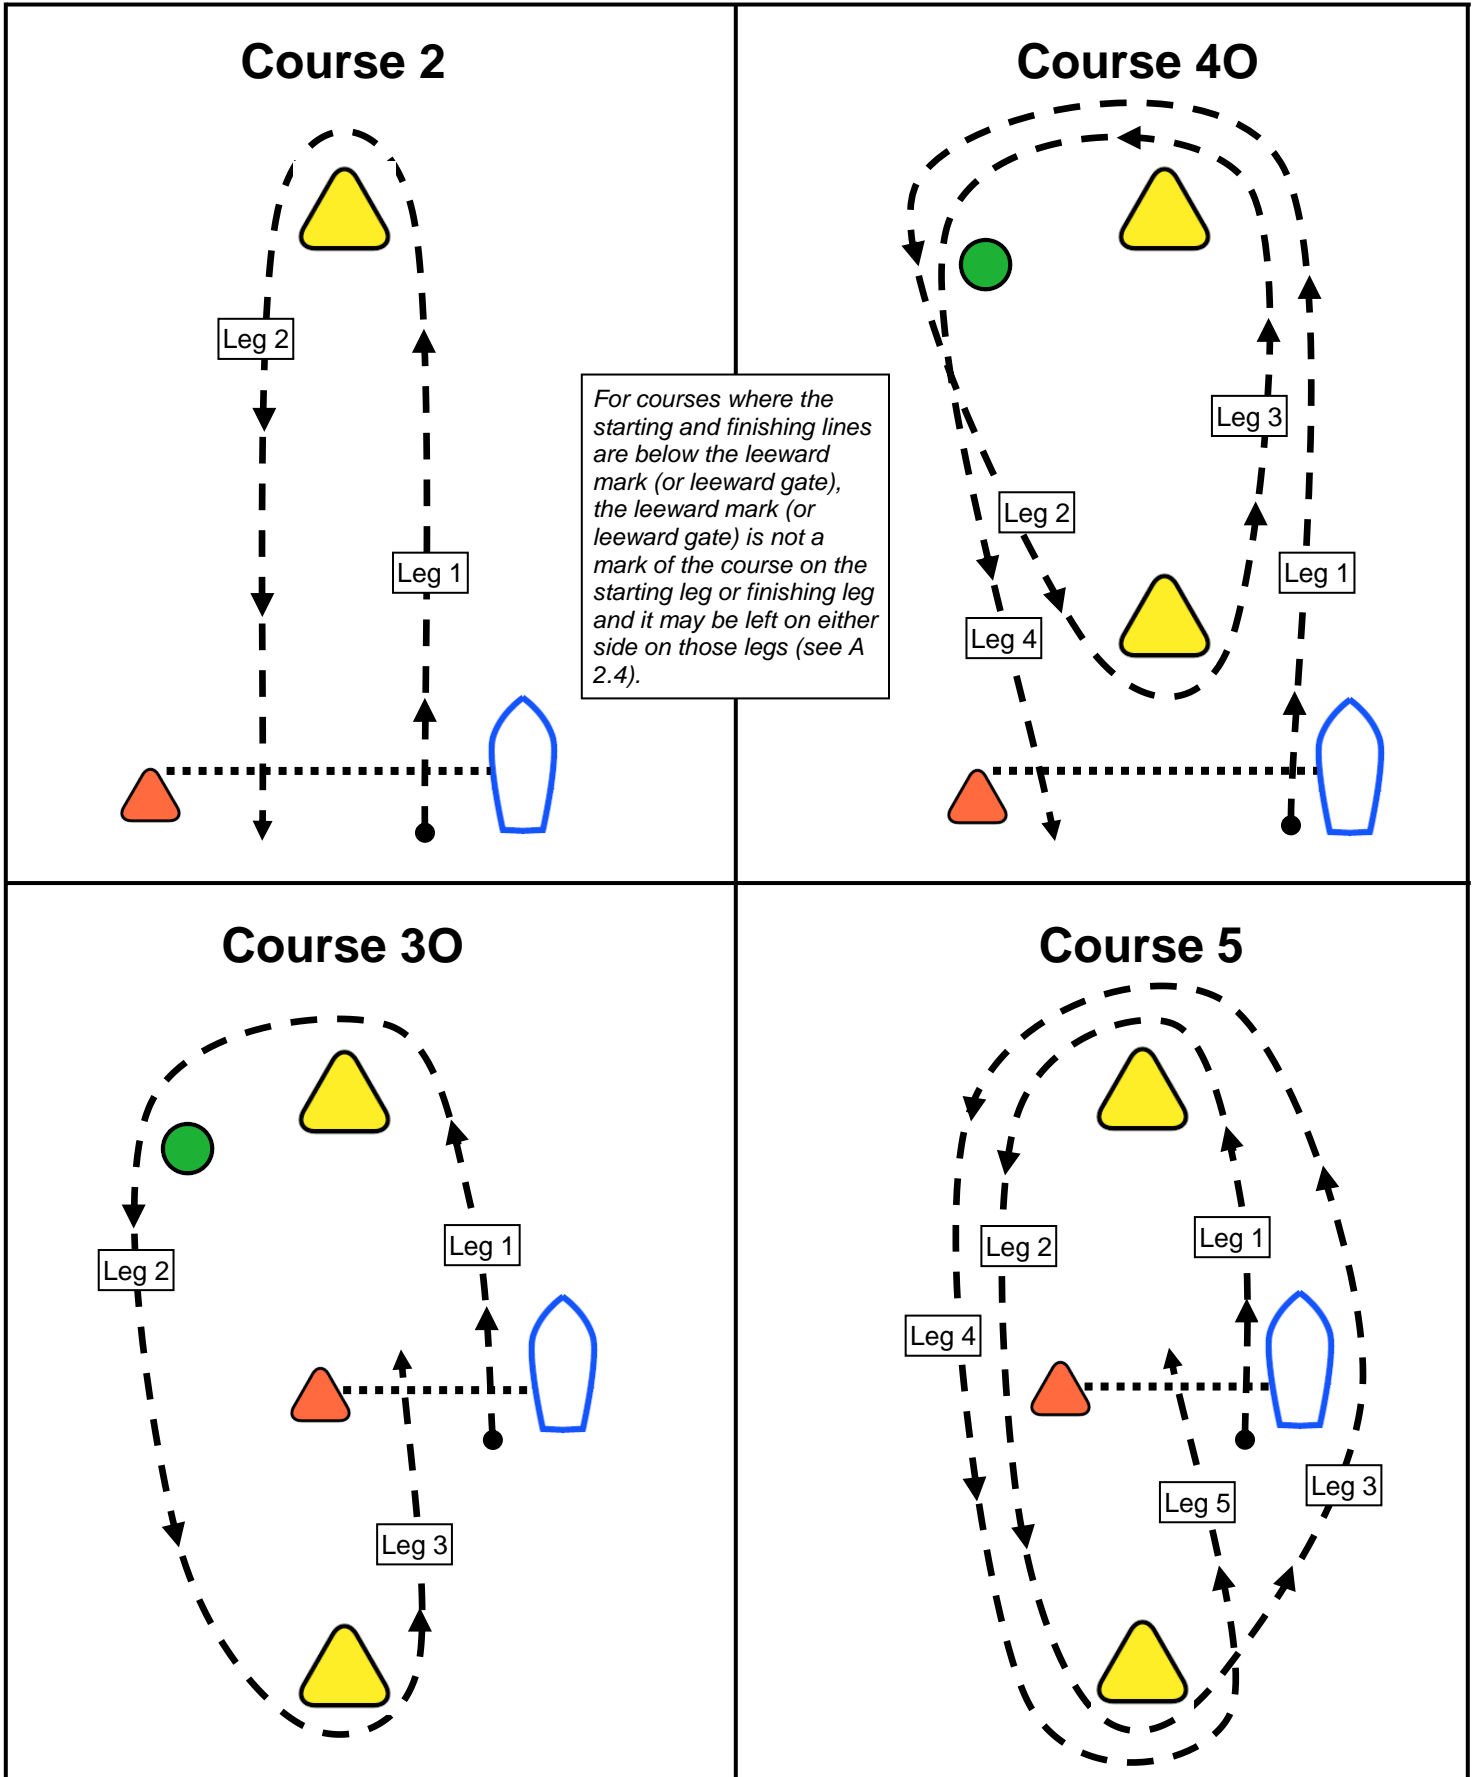 Course 2
Leg 2
Leg 1
Course 4O
Leg 3
Leg 2
Leg 1
Leg 4
For courses where the
starting and finishing lines
are below the leeward
mark (or leeward gate),
the leeward mark (or
leeward gate) is not a
mark of the course on the
starting leg or finishing leg
and it may be left on either
side on those legs (see A
2.4).
Course 3O
Leg 1
Leg 2
Leg 3
Course 5
Leg 1
Leg 2
Leg 4
Leg 3
Leg 5